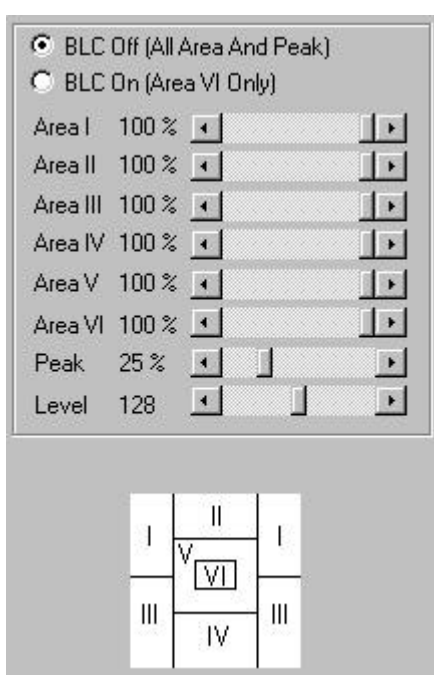 BLC Off (All Area And Peak)
BLC On (Area VI Only)
Area I 100 %
Area II 100 %
Area III 100 %
Area IV 100 %
Area V 100 %
Area VI 100 %
Peak 25 %
Level 128
I II I
V
VI
III IV III